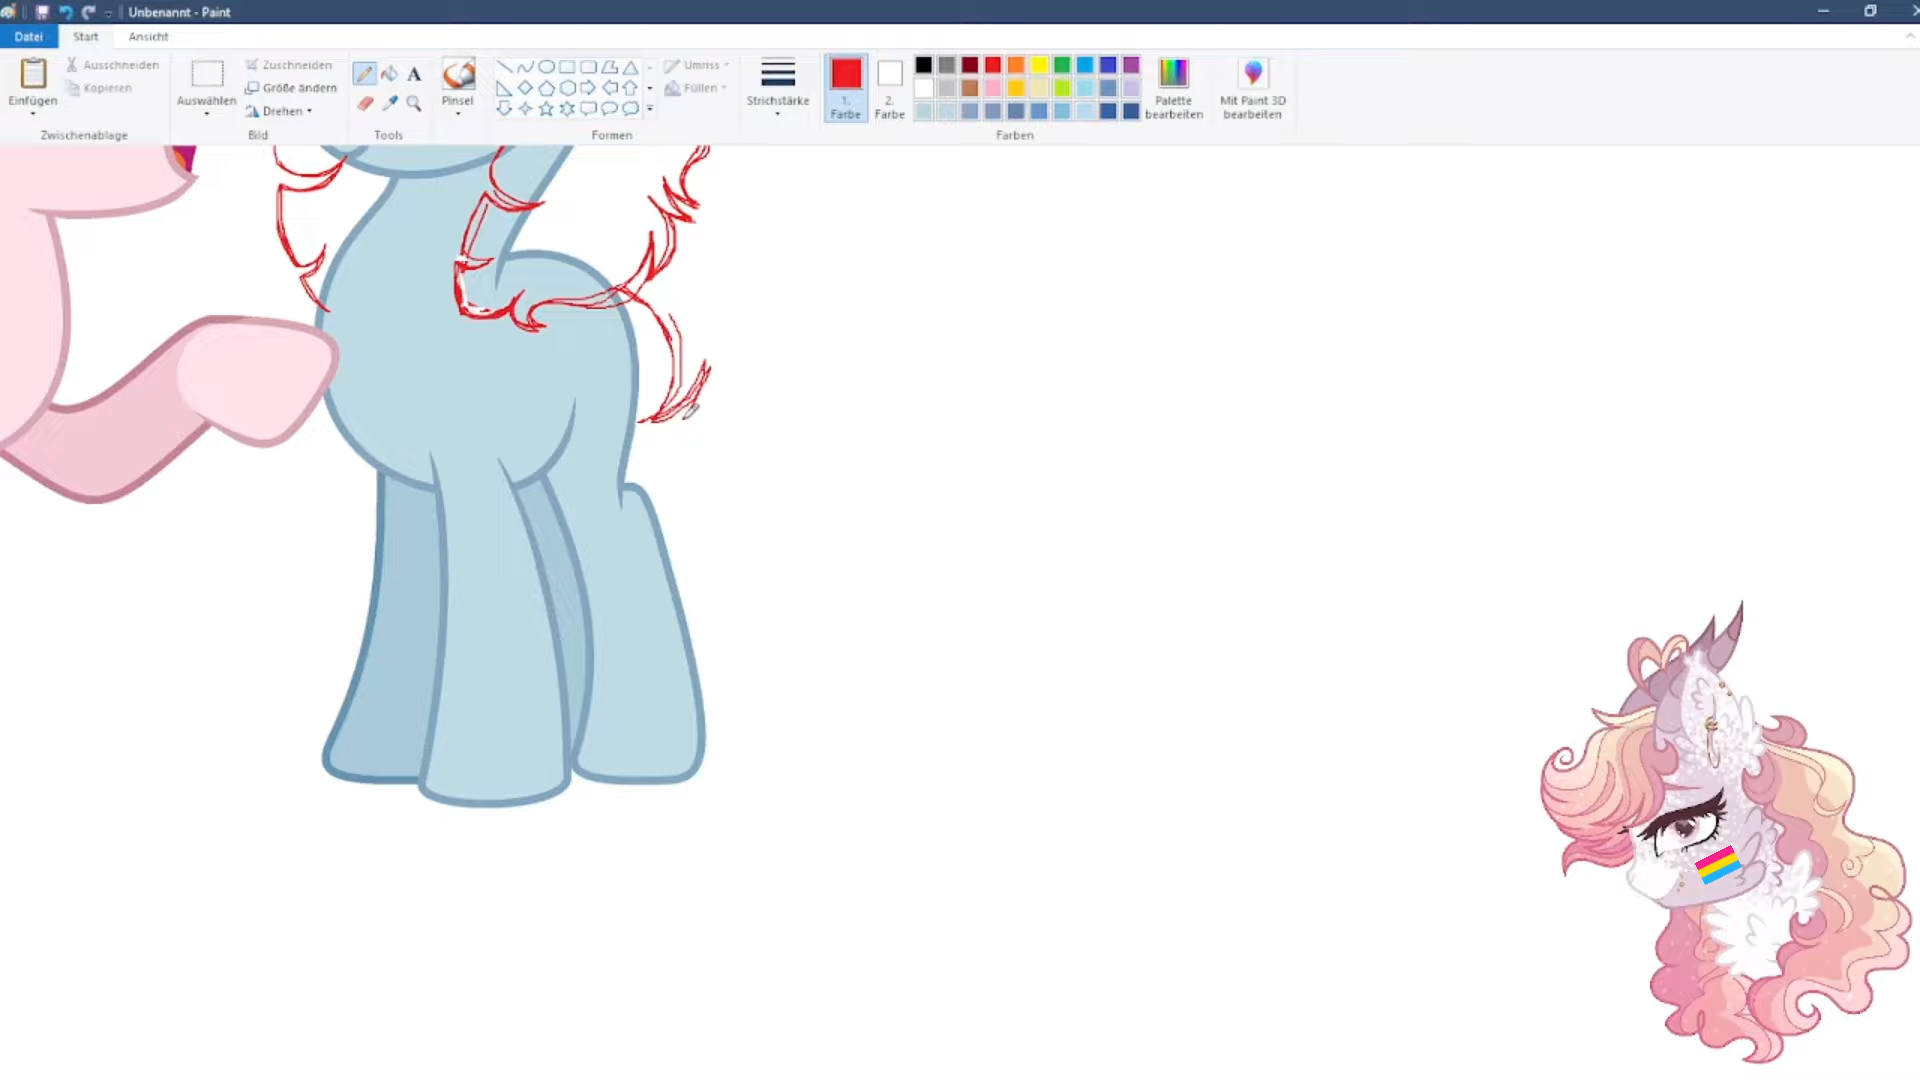 Unbenannt - Paint
Datei Start Ansicht
Einfügen
Ausschneiden
Kopieren
Zwischenablage
Auswählen
Zuschneiden
Größe ändern
Drehen
Bild
A
Tools
Pinsel
Umriss
Füllen
Formen
Strichstärke
1.
Farbe
2.
Farbe
Palette
bearbeiten
Mit Paint 3D
bearbeiten
Farben